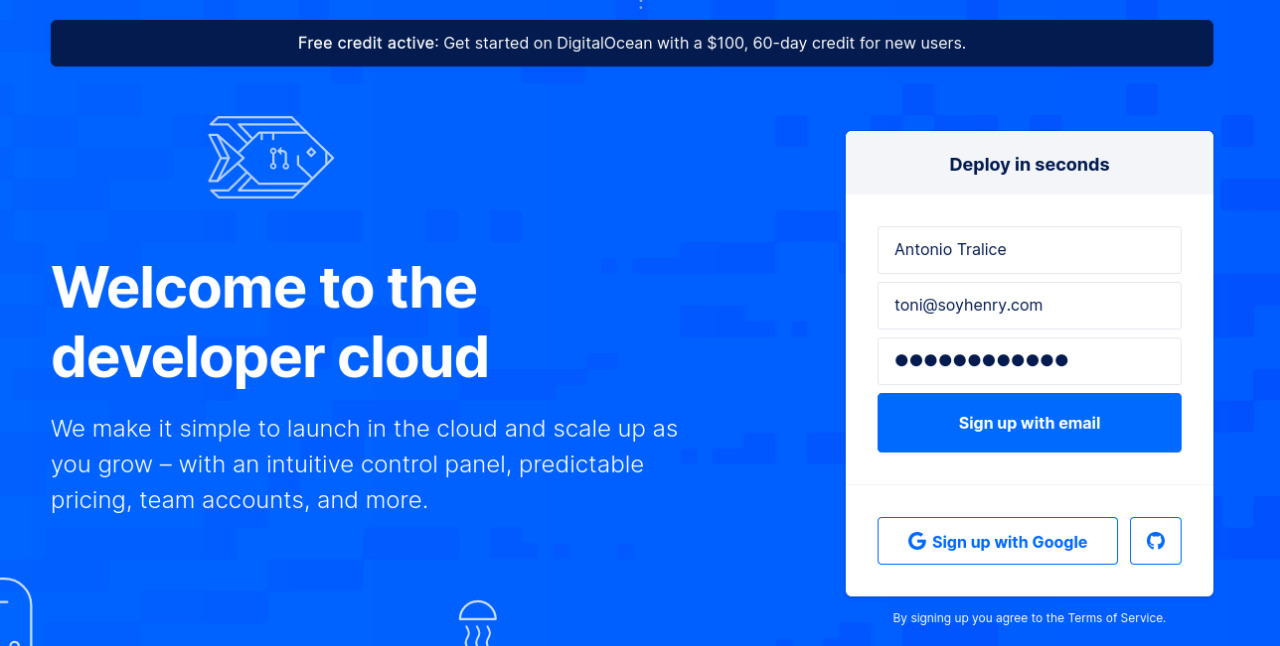 Free credit active: Get started on DigitalOcean with a $100, 60-day credit for new users.
Welcome to the
developer cloud
We make it simple to launch in the cloud and scale up as
you grow – with an intuitive control panel, predictable
pricing, team accounts, and more.
Deploy in seconds
Antonio Tralice
toni@soyhenry.com
●●●●●●●●●●●●
Sign up with email
Sign up with Google
By signing up you agree to the Terms of Service.